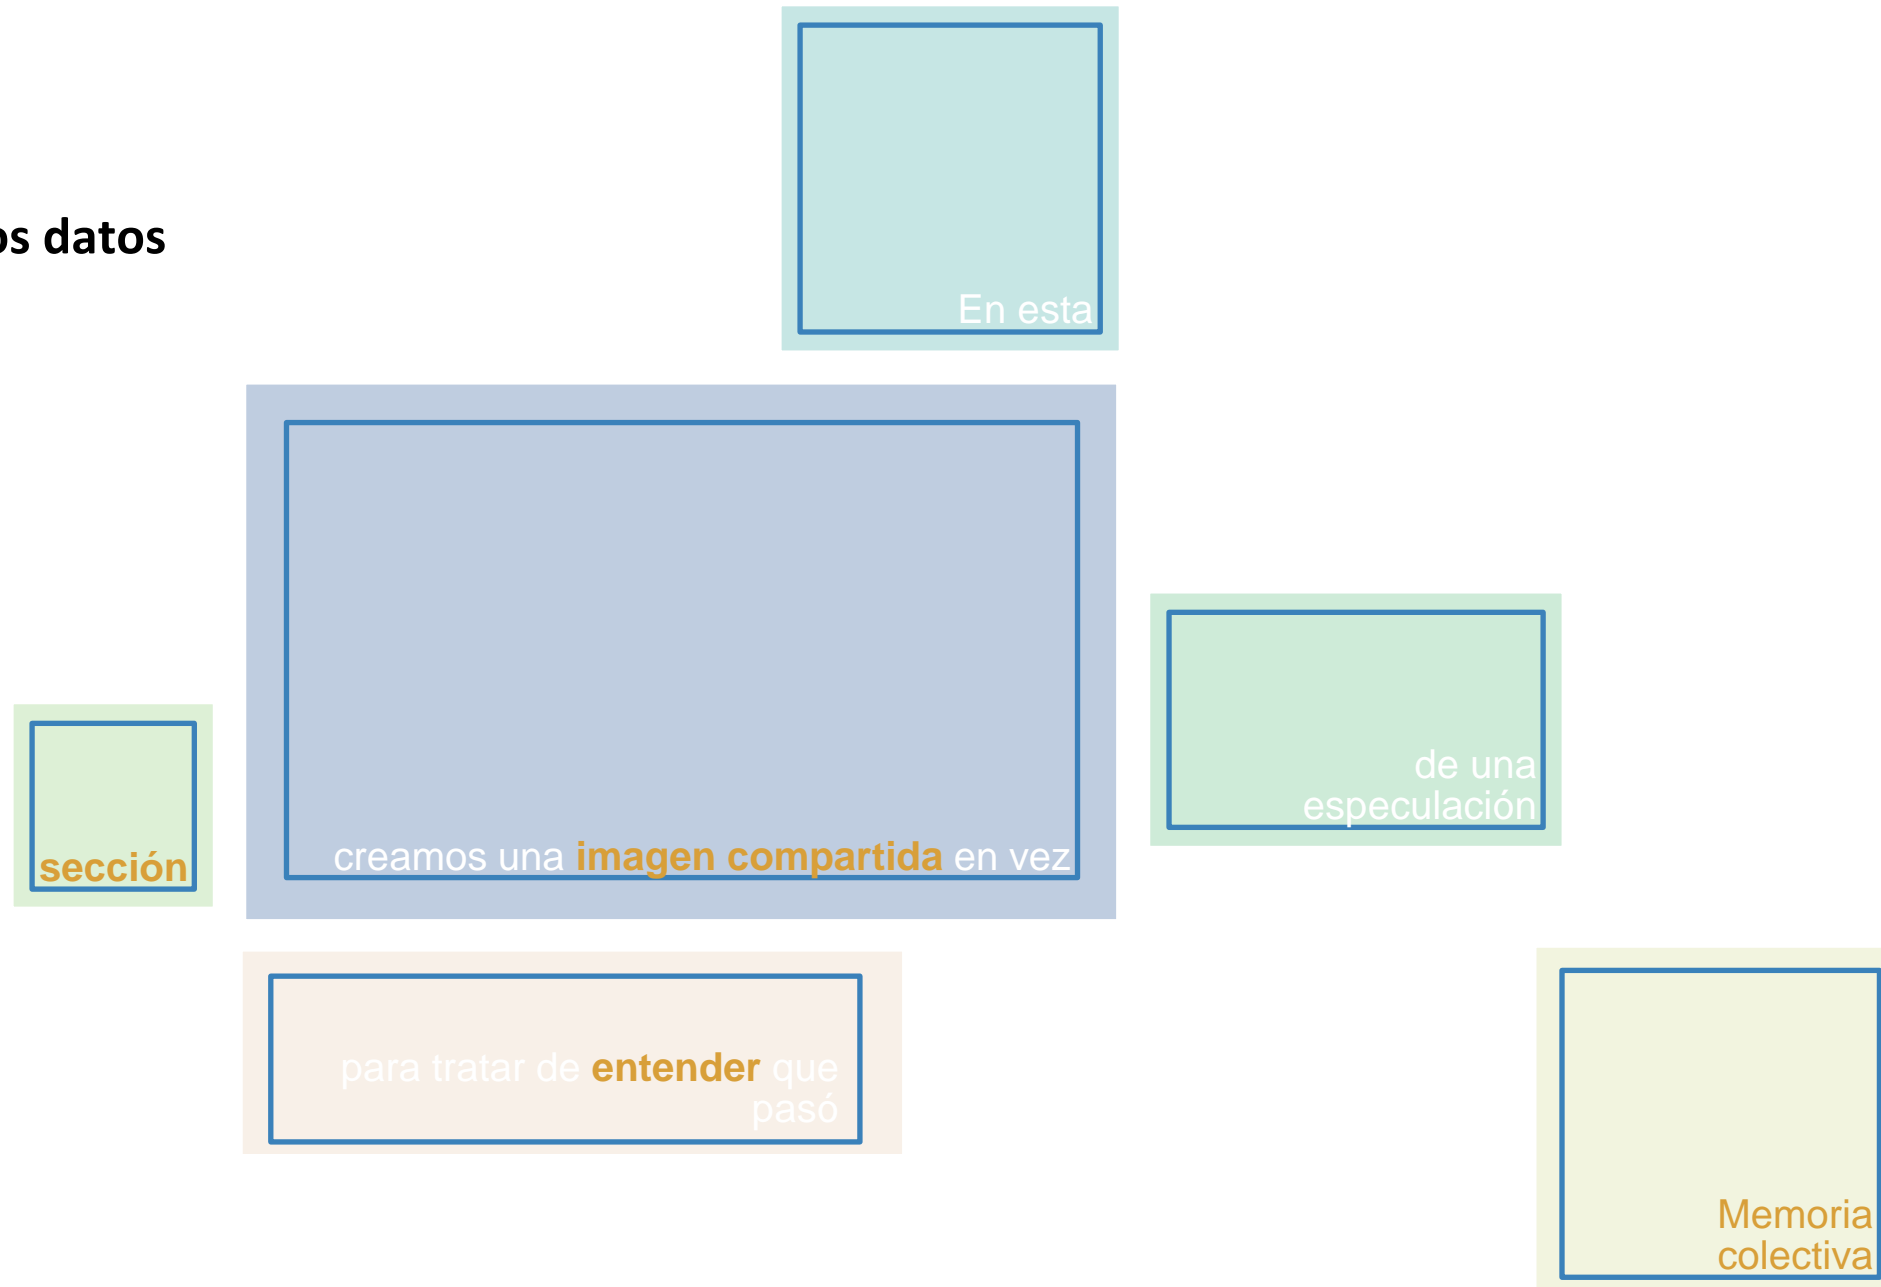 os datos
En esta
sección
creamos una imagen compartida en vez
de una
especulación
para tratar de entender que
pasó
Memoria
colectiva